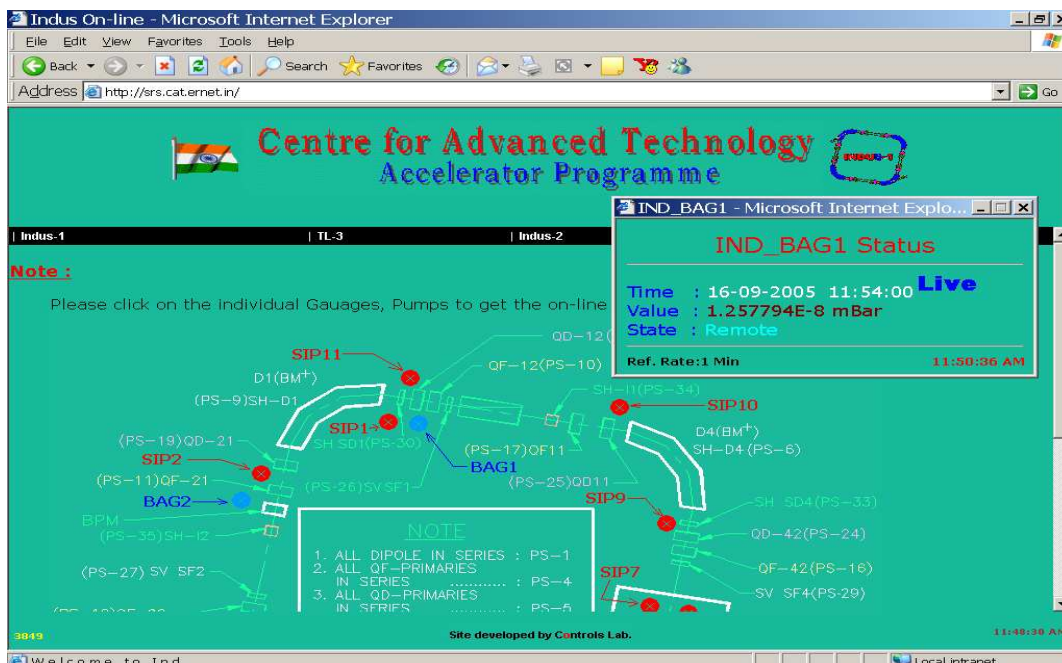 Indus On-line - Microsoft Internet Explorer
File Edit View Favorites Tools Help
Back Search Favorites
Address http://srs.cat.ernet.in/ Go
Centre for Advanced Technology
Accelerator Programme
INDUS-1
IND_BAG1 - Microsoft Internet Explo...
| Indus-1 | TL-3 | Indus-2
IND_BAG1 Status
Live
Time : 16-09-2005 11:54:00
Value : 1.257794E-8 mBar
State : Remote
Ref. Rate:1 Min 11:50:36 AM
Note :
Please click on the individual Gauages, Pumps to get the on-line
QD-12(
SIP11
QF-12(PS-10)
D1(BM+)
SH-I1(PS-34)
(PS-9)SH-D1
SIP10
SIP1
SH SD1(PS-30)
D4(BM+)
(PS-19)QD-21
(PS-17)QF11
SH-D4(PS-6)
SIP2
BAG1
(PS-11)QF-21
(PS-26)SVSF1
(PS-25)QD11
BAG2
SIP9
SH SD4(PS-33)
BPM
(PS-35)SH-I2
QD-42(PS-24)
NOTE
1. ALL DIPOLE IN SERIES : PS-1
2. ALL QF-PRIMARIES
IN SERIES ............ : PS-4
3. ALL QD-PRIMARIES
IN SERIES ............ : PS-5
(PS-27) SV SF2
SIP7
QF-42(PS-16)
SV SF4(PS-29)
3849
Site developed by Controls Lab.
11:48:30 AM
Welcome to Ind
Local intranet